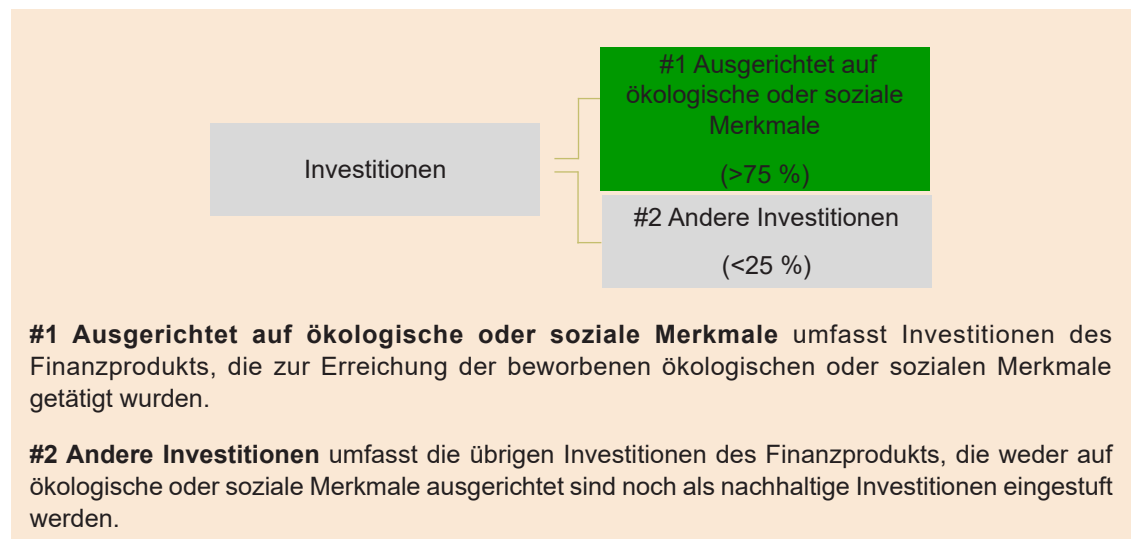 #1 Ausgerichtet auf
ökologische oder soziale
Merkmale
(>75 %)
Investitionen
#2 Andere Investitionen
(<25 %)
#1 Ausgerichtet auf ökologische oder soziale Merkmale umfasst Investitionen des
Finanzprodukts, die zur Erreichung der beworbenen ökologischen oder sozialen Merkmale
getätigt wurden.
#2 Andere Investitionen umfasst die übrigen Investitionen des Finanzprodukts, die weder auf
ökologische oder soziale Merkmale ausgerichtet sind noch als nachhaltige Investitionen eingestuft
werden.